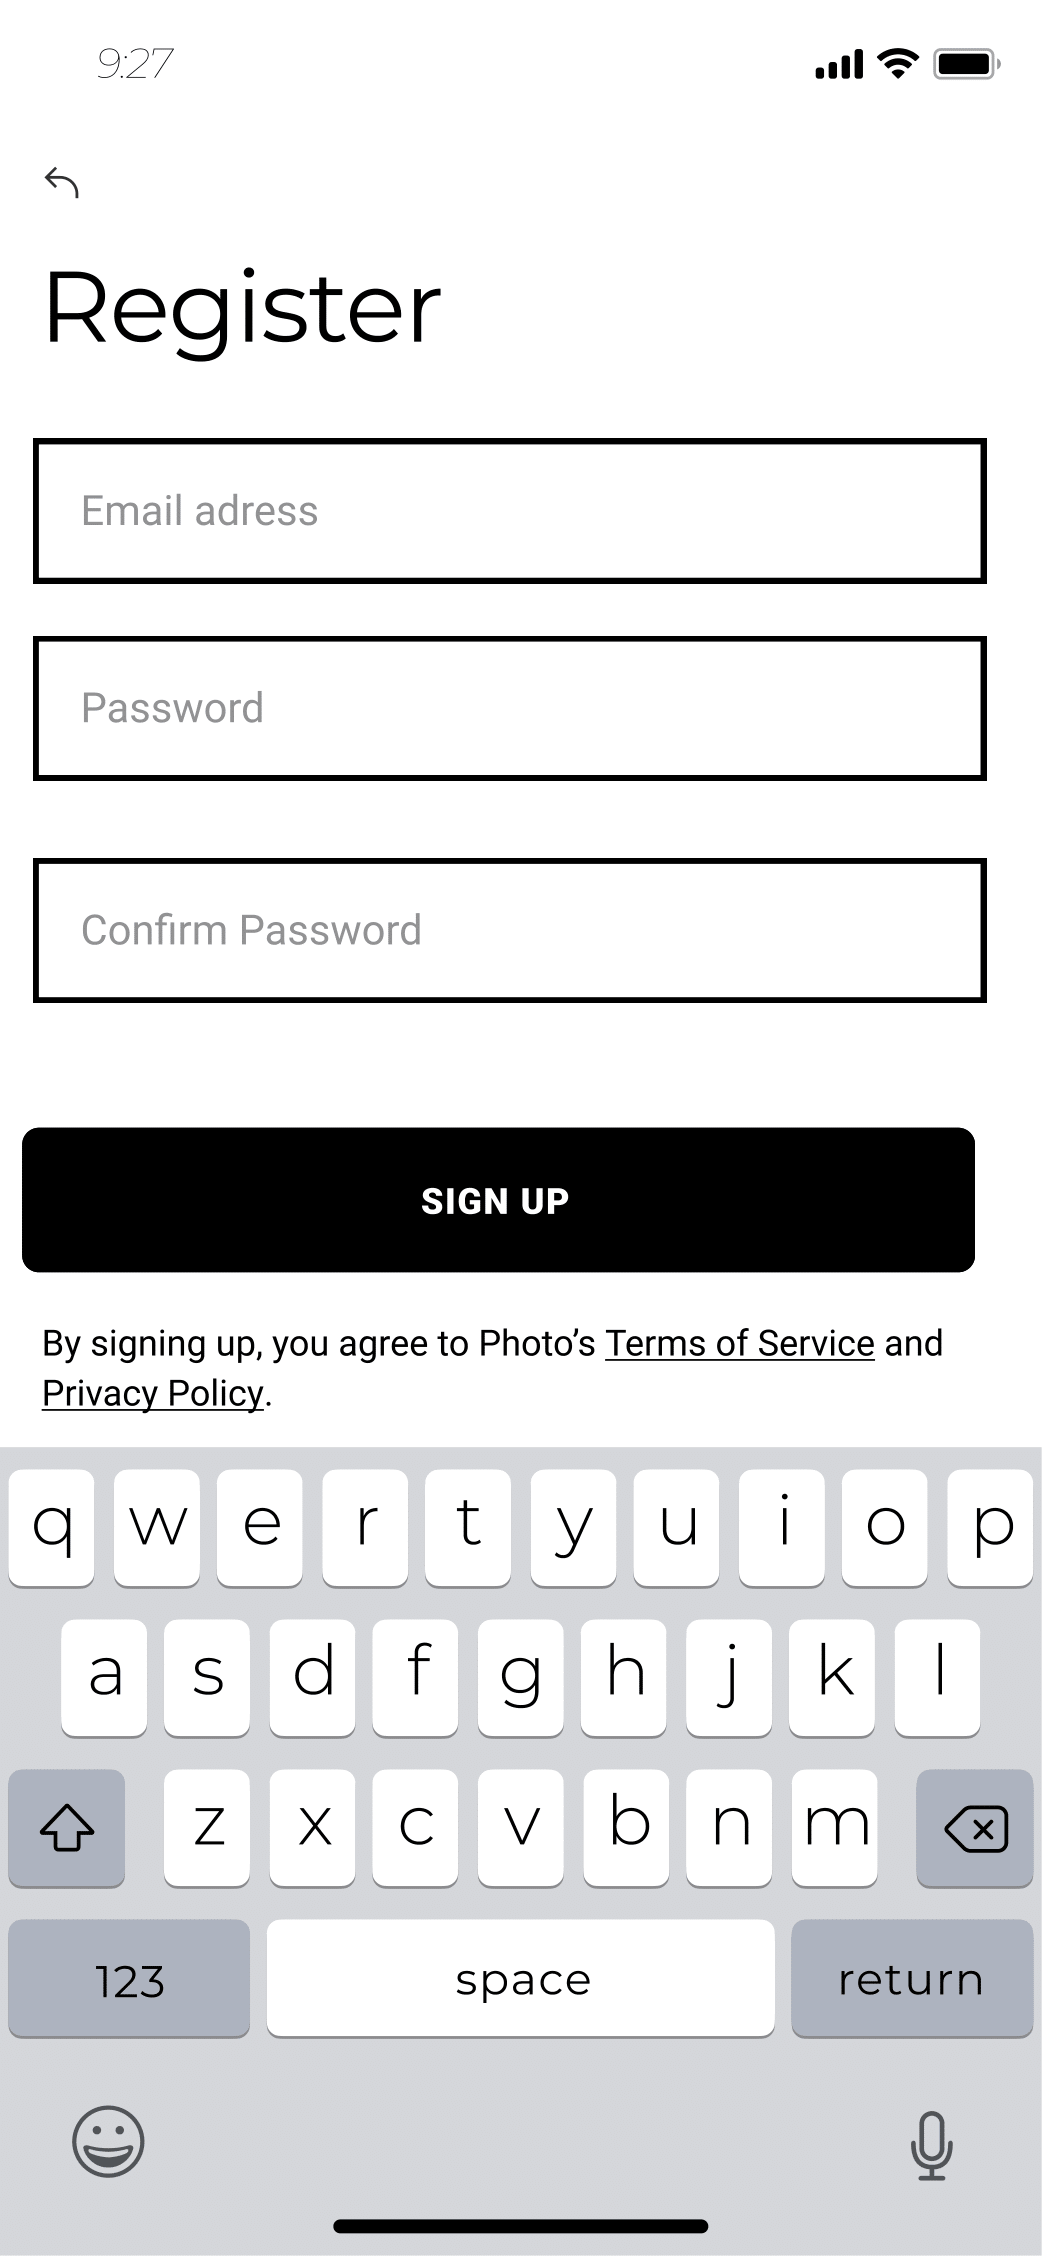 9:27
Register
Email adress
Password
Confirm Password
SIGN UP
By signing up, you agree to Photo’s Terms of Service and
Privacy Policy.
q w e r t y u i o p
a s d f g h j k l
z x c v b n m
123 space return